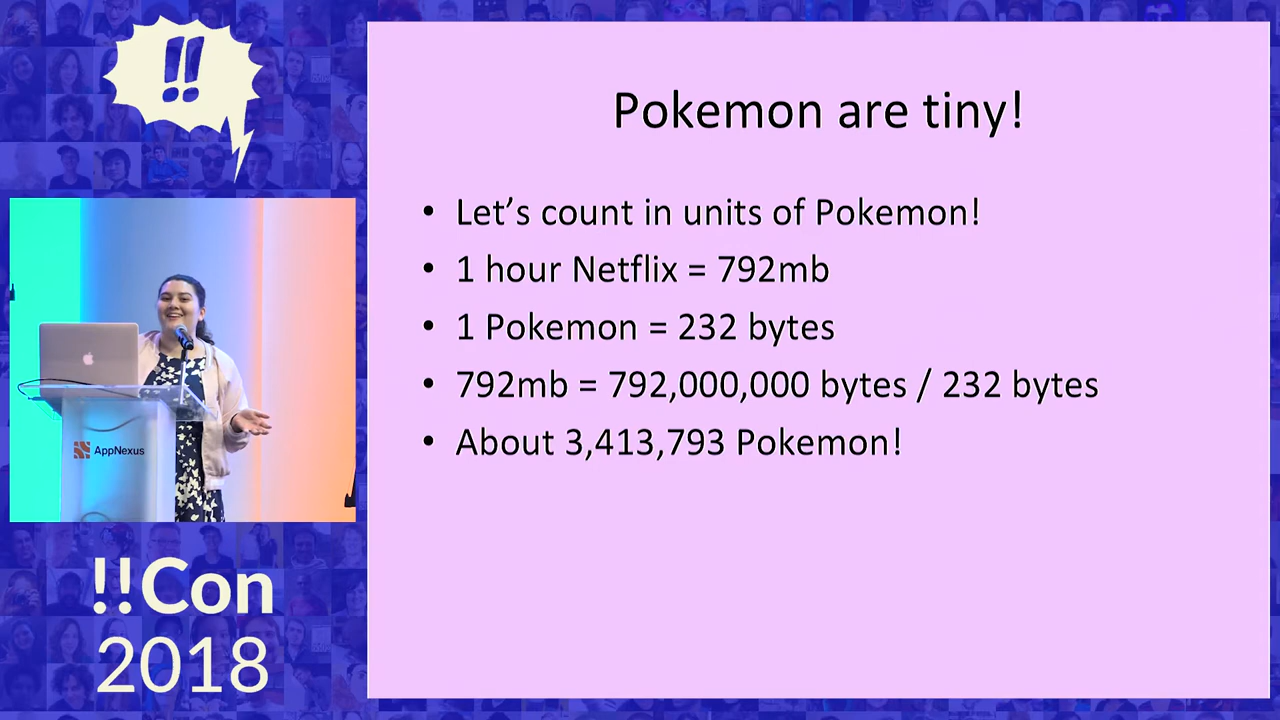 !!
Pokemon are tiny!
• Let’s count in units of Pokemon!
• 1 hour Netflix = 792mb
• 1 Pokemon = 232 bytes
• 792mb = 792,000,000 bytes / 232 bytes
• About 3,413,793 Pokemon!
AppNexus
!!Con
2018